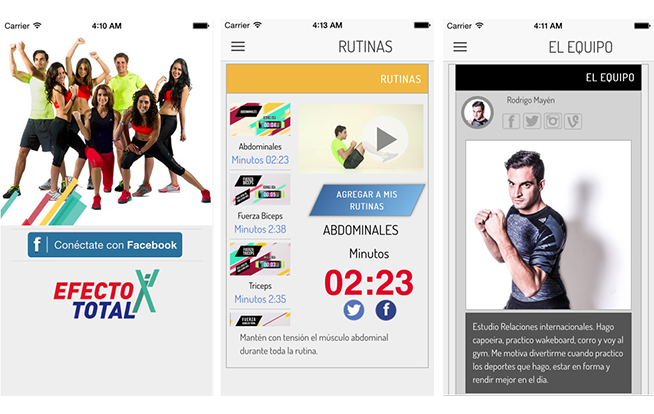 Carrier 4:10 AM
f Conéctate con Facebook
EFECTO
TOTAL
Carrier 4:13 AM
RUTINAS
RUTINAS
Abdominales
Minutos 02:23
Fuerza Biceps
Minutos 2:38
Triceps
Minutos 2:35
AGREGAR A MIS
RUTINAS
ABDOMINALES
Minutos
02:23
Mantén con tensión el músculo abdominal
durante toda la rutina.
Carrier 4:11 AM
EL EQUIPO
EL EQUIPO
Rodrigo Mayén
Estudio Relaciones internacionales. Hago
capoeira, practico wakeboard, corro y voy al
gym. Me motiva divertirme cuando practico
los deportes que hago, estar en forma y
rendir mejor en el día.